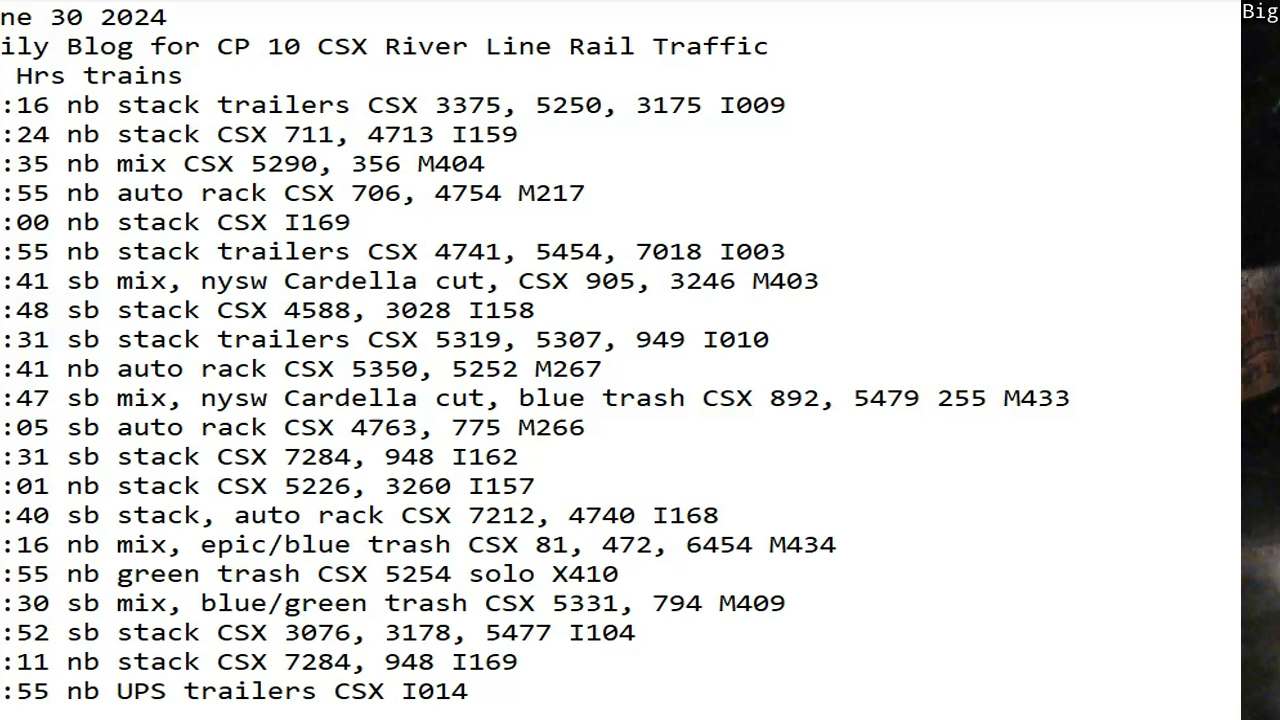 ne 30 2024
ily Blog for CP 10 CSX River Line Rail Traffic
Hrs trains
:16 nb stack trailers CSX 3375, 5250, 3175 I009
:24 nb stack CSX 711, 4713 I159
:35 nb mix CSX 5290, 356 M404
:55 nb auto rack CSX 706, 4754 M217
:00 nb stack CSX I169
:55 nb stack trailers CSX 4741, 5454, 7018 I003
:41 sb mix, nysw Cardella cut, CSX 905, 3246 M403
:48 sb stack CSX 4588, 3028 I158
:31 sb stack trailers CSX 5319, 5307, 949 I010
:41 nb auto rack CSX 5350, 5252 M267
:47 sb mix, nysw Cardella cut, blue trash CSX 892, 5479 255 M433
:05 sb auto rack CSX 4763, 775 M266
:31 sb stack CSX 7284, 948 I162
:01 nb stack CSX 5226, 3260 I157
:40 sb stack, auto rack CSX 7212, 4740 I168
:16 nb mix, epic/blue trash CSX 81, 472, 6454 M434
:55 nb green trash CSX 5254 solo X410
:30 sb mix, blue/green trash CSX 5331, 794 M409
:52 sb stack CSX 3076, 3178, 5477 I104
:11 nb stack CSX 7284, 948 I169
:55 nb UPS trailers CSX I014
Big